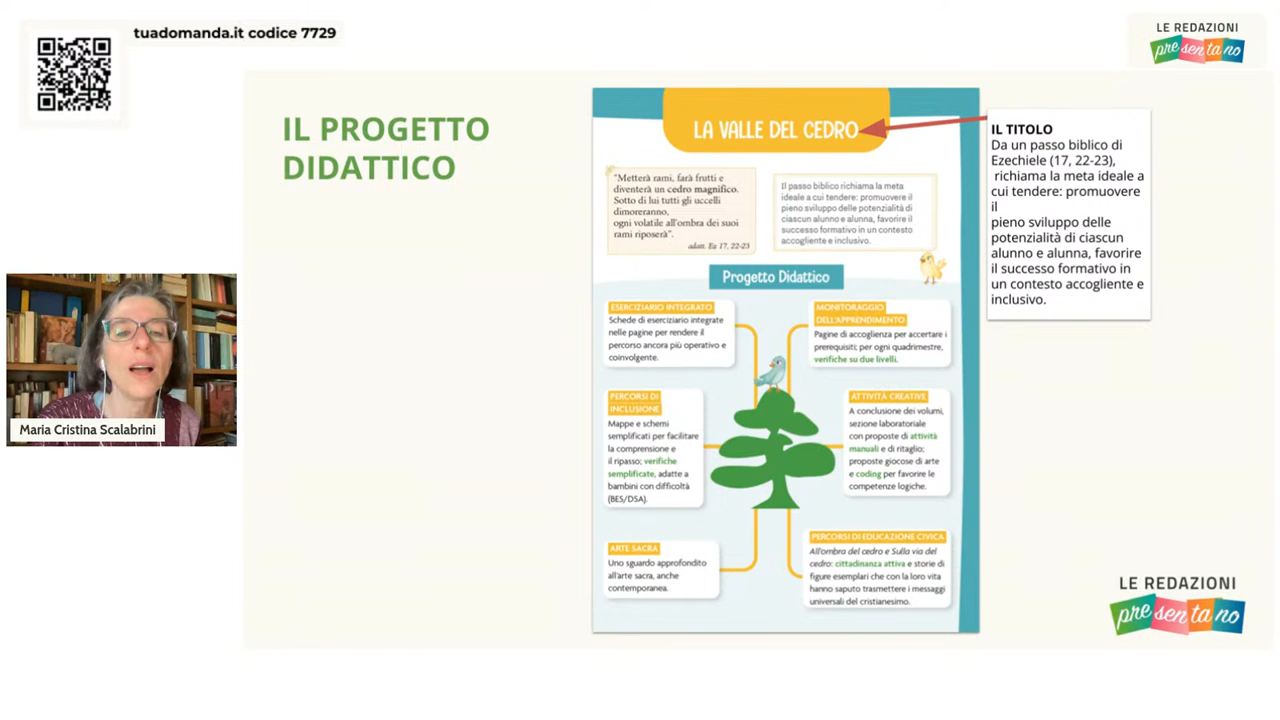 tuadomanda.it codice 7729
LE REDAZIONI
presentano
IL PROGETTO
DIDATTICO
LA VALLE DEL CEDRO
"Metterà rami, farà frutti e
diventerà un cedro magnifico.
Sotto di lui tutti gli uccelli
dimoreranno,
ogni volatile all'ombra dei suoi
rami riposerà".
adatt. Ez 17, 22-23
Il passo biblico richiama la meta
ideale a cui tendere: promuovere il
pieno sviluppo delle potenzialità di
ciascun alunno e alunna, favorire il
successo formativo in un contesto
accogliente e inclusivo.
IL TITOLO
Da un passo biblico di
Ezechiele (17, 22-23),
richiama la meta ideale a
cui tendere: promuovere
il
pieno sviluppo delle
potenzialità di ciascun
alunno e alunna, favorire
il successo formativo in
un contesto accogliente e
inclusivo.
Progetto Didattico
ESERCIZIARIO INTEGRATO
Schede di eserciziario integrate
nelle pagine per rendere il
percorso ancora più operativo e
coinvolgente.
MONITORAGGIO
DELL'APPRENDIMENTO
Pagine di accoglienza per accertare i
prerequisiti; per ogni quadrimestre,
verifiche su due livelli.
PERCORSI DI
INCLUSIONE
Mappe e schemi
semplificati per facilitare
la comprensione e
il ripasso; verifiche
semplificate, adatte a
bambini con difficoltà
(BES/DSA).
ATTIVITÀ CREATIVE
A conclusione dei volumi,
sezione laboratoriale
con proposte di attività
manuali e di ritaglio;
proposte giocose di arte
e coding per favorire le
competenze logiche.
ARTE SACRA
Uno sguardo approfondito
all'arte sacra, anche
contemporanea.
PERCORSI DI EDUCAZIONE CIVICA
All'ombra del cedro e Sulla via del
cedro: cittadinanza attiva e storie di
figure esemplari che con la loro vita
hanno saputo trasmettere i messaggi
universali del cristianesimo.
Maria Cristina Scalabrini
LE REDAZIONI
presentano